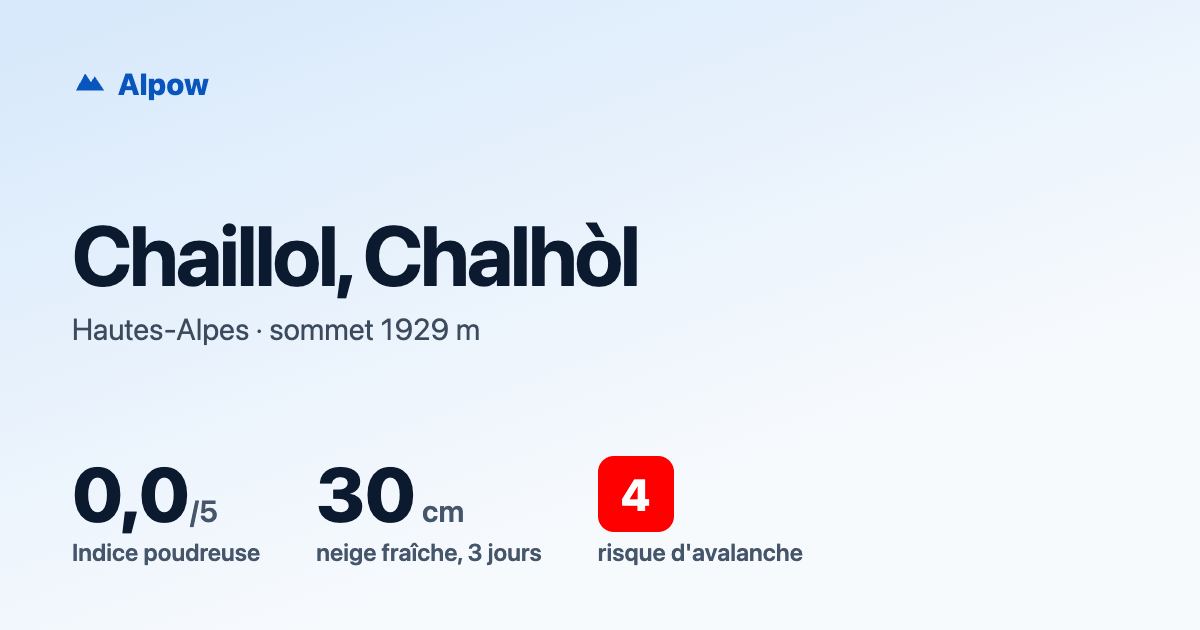 Alpow
Chaillol, Chalhòl
Hautes-Alpes · sommet 1929 m
0,0/5
Indice poudreuse
30 cm
neige fraîche, 3 jours
4
risque d'avalanche